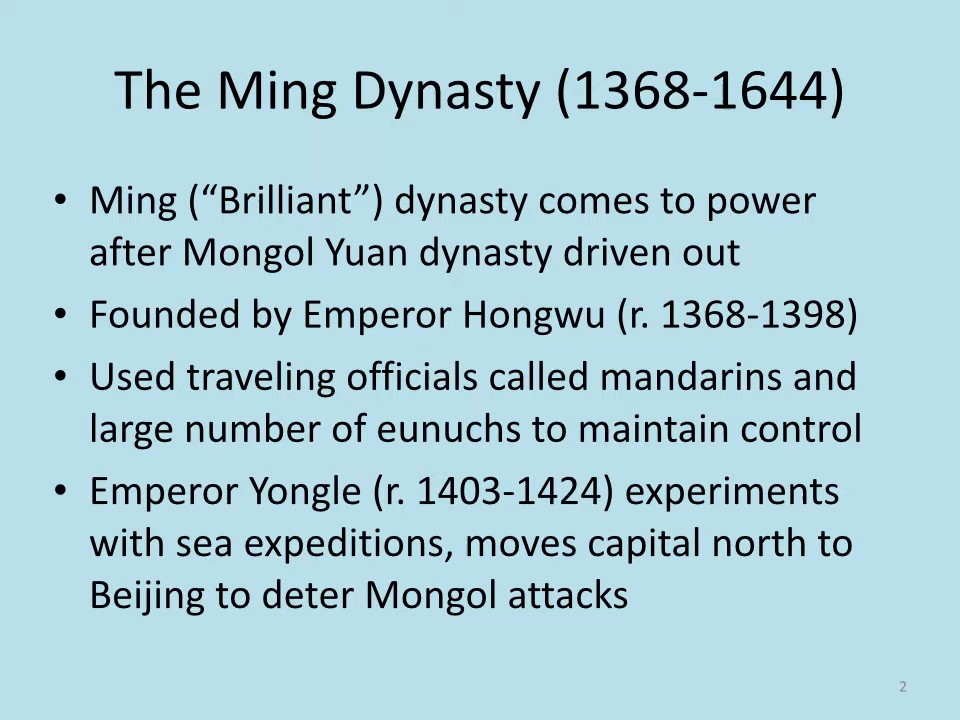 The Ming Dynasty (1368-1644)
• Ming (“Brilliant”) dynasty comes to power
after Mongol Yuan dynasty driven out
• Founded by Emperor Hongwu (r. 1368-1398)
• Used traveling officials called mandarins and
large number of eunuchs to maintain control
• Emperor Yongle (r. 1403-1424) experiments
with sea expeditions, moves capital north to
Beijing to deter Mongol attacks
2